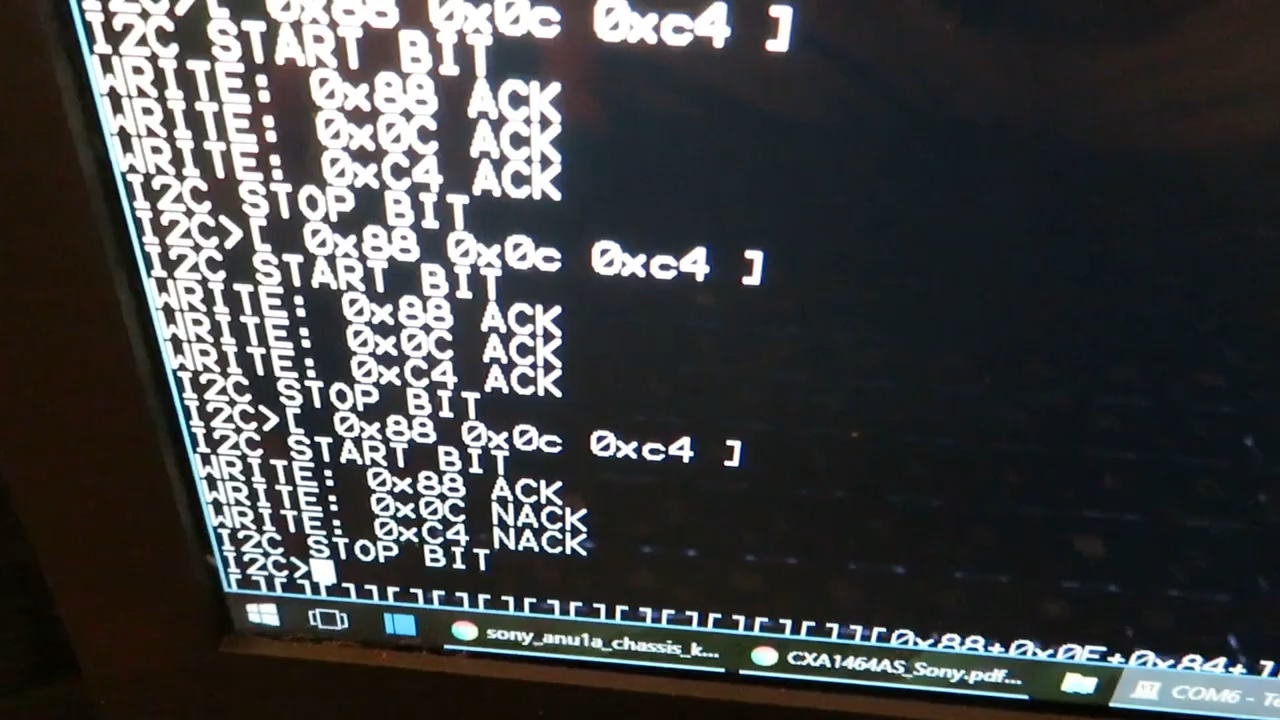 I2C>[ 0x88 0x0c 0xc4 ]
I2C START BIT
WRITE: 0x88 ACK
WRITE: 0x0C ACK
WRITE: 0xC4 ACK
I2C STOP BIT
I2C>[ 0x88 0x0c 0xc4 ]
I2C START BIT
WRITE: 0x88 ACK
WRITE: 0x0C ACK
WRITE: 0xC4 ACK
I2C STOP BIT
I2C>[ 0x88 0x0c 0xc4 ]
I2C START BIT
WRITE: 0x88 ACK
WRITE: 0x0C NACK
WRITE: 0xC4 NACK
I2C STOP BIT
I2C>
[0x88+0x0E+0x84+]
sony_anu1a_chassis_k...
CXA1464AS_Sony.pdf...
COM6 -